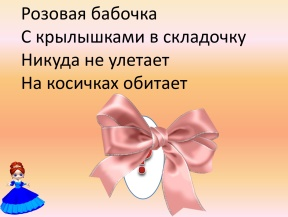 Розовая бабочка
С крылышками в складочку
Никуда не улетает
На косичках обитает